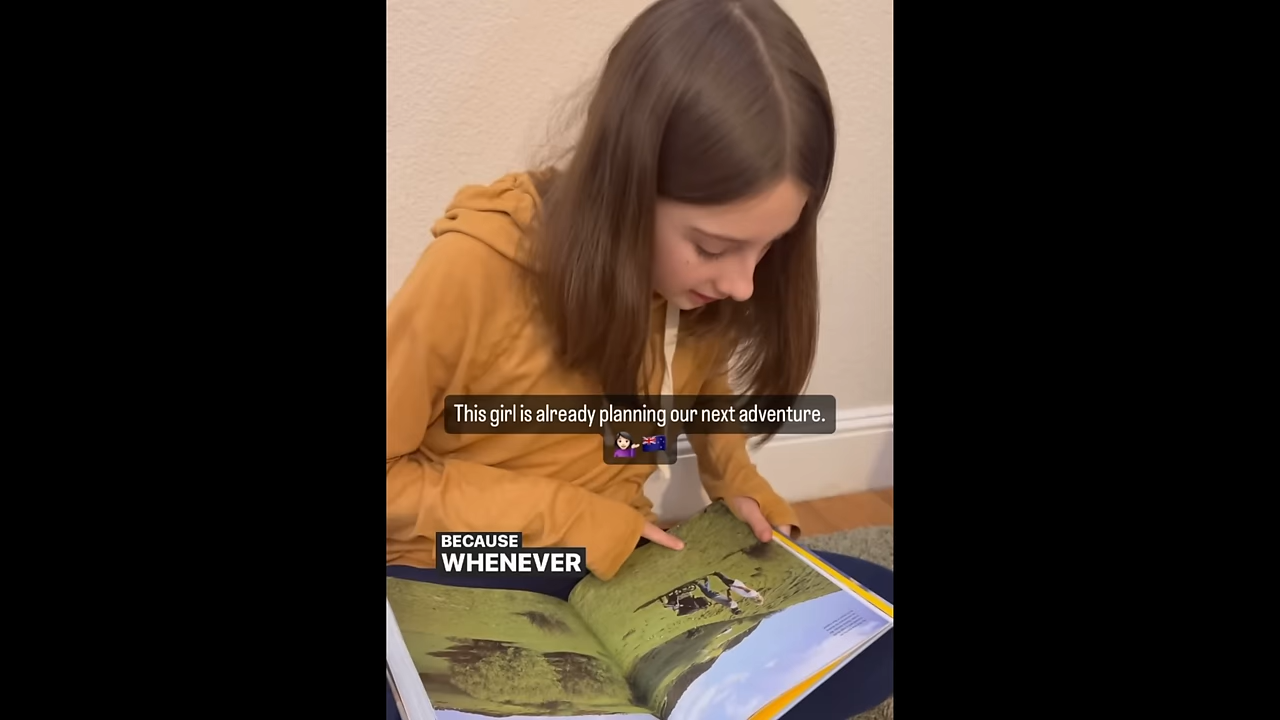 This girl is already planning our next adventure.
💁🏻‍♀️🇳🇿
BECAUSE
WHENEVER